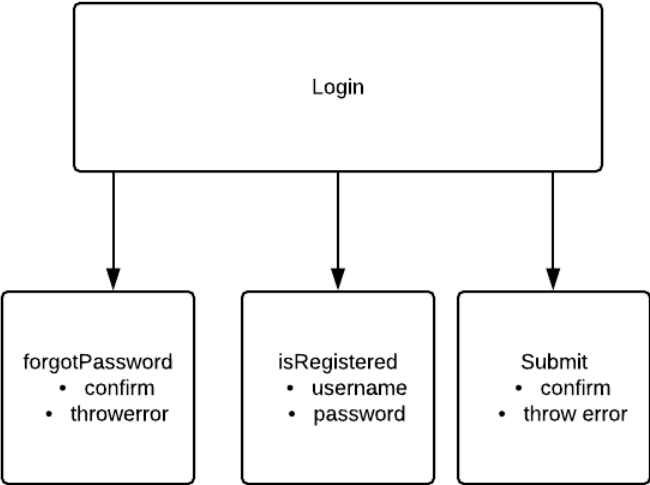 Login
forgotPassword
• confirm
• throwerror
isRegistered
• username
• password
Submit
• confirm
• throw error